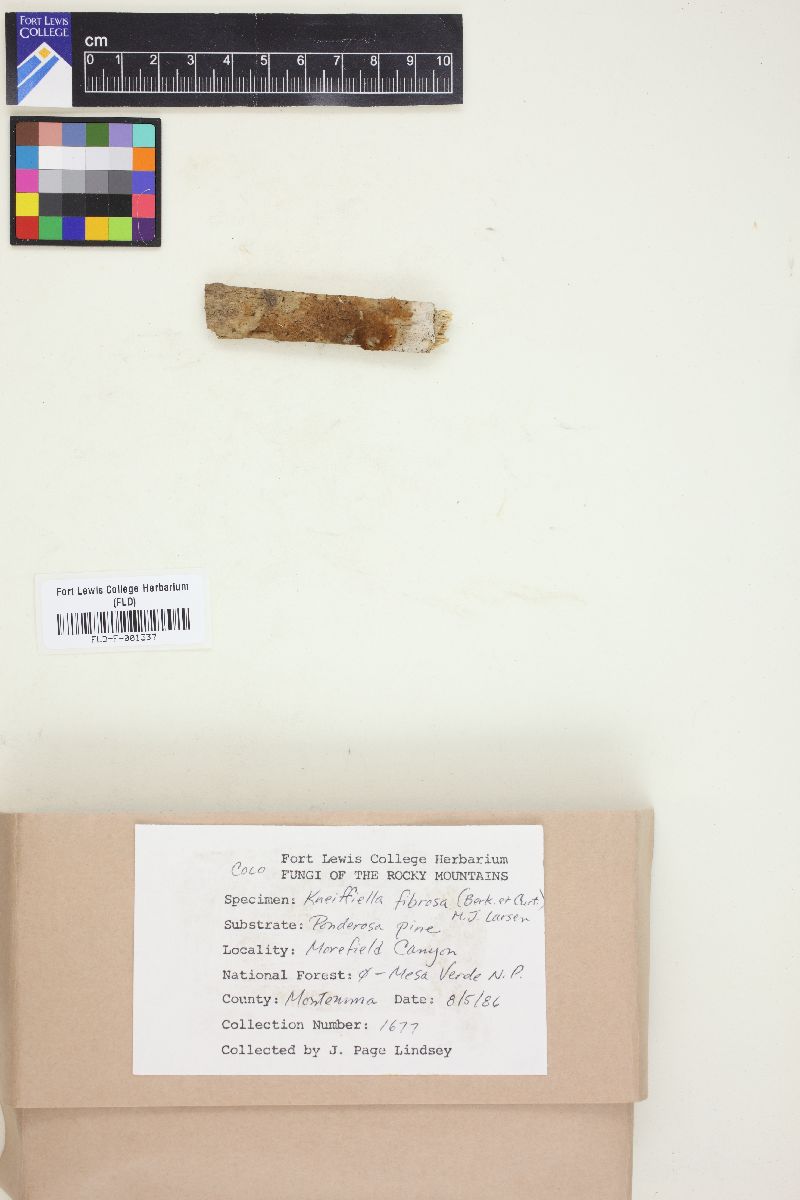 FORT LEWIS
COLLEGE
cm
0 1 2 3 4 5 6 7 8 9 10
Fort Lewis College Herbarium
(FLD)
FLD-F-001337
Fort Lewis College Herbarium
COLO FUNGI OF THE ROCKY MOUNTAINS
Specimen: Kneiffiella fibrosa (Berk. et Curt.)
M.J. Larsen
Substrate: Ponderosa pine
Locality: Morefield Canyon
National Forest: ∅ - Mesa Verde N.P.
County: Montezuma Date: 8/5/86
Collection Number: 1677
Collected by J. Page Lindsey